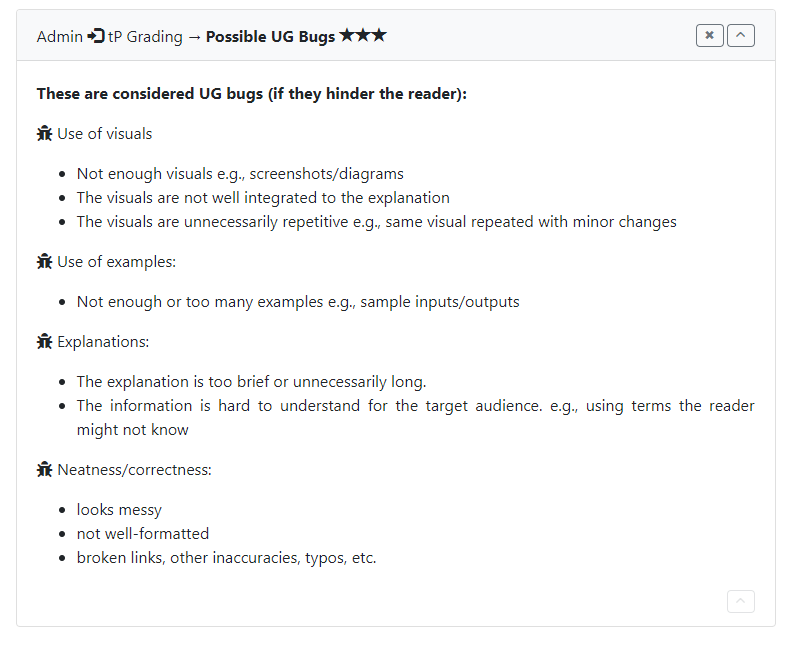 Admin tP Grading → Possible UG Bugs ★★★
These are considered UG bugs (if they hinder the reader):
Use of visuals
• Not enough visuals e.g., screenshots/diagrams
• The visuals are not well integrated to the explanation
• The visuals are unnecessarily repetitive e.g., same visual repeated with minor changes
Use of examples:
• Not enough or too many examples e.g., sample inputs/outputs
Explanations:
• The explanation is too brief or unnecessarily long.
• The information is hard to understand for the target audience. e.g., using terms the reader
might not know
Neatness/correctness:
• looks messy
• not well-formatted
• broken links, other inaccuracies, typos, etc.